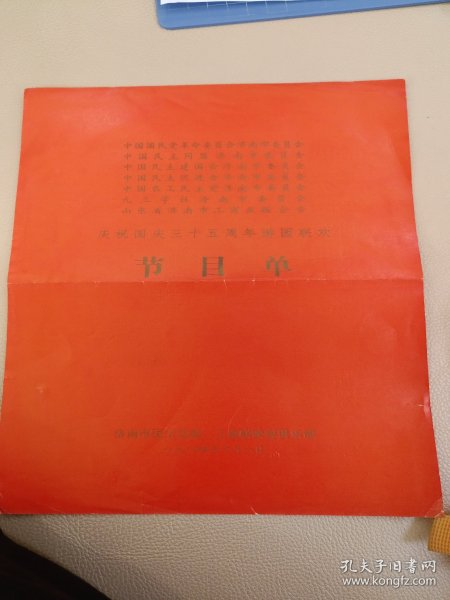 中国国民党革命委员会济南市委员会
中国民主同盟济南市委员会
中国民主建国会济南市委员会
中国民主促进会济南市委员会
中国农工民主党济南市委员会
九三学社济南市委员会
山东省济南市工商业联合会
庆祝国庆三十五周年游园联欢
节目单
济南市
孔夫子旧书网
www.kongfz.com